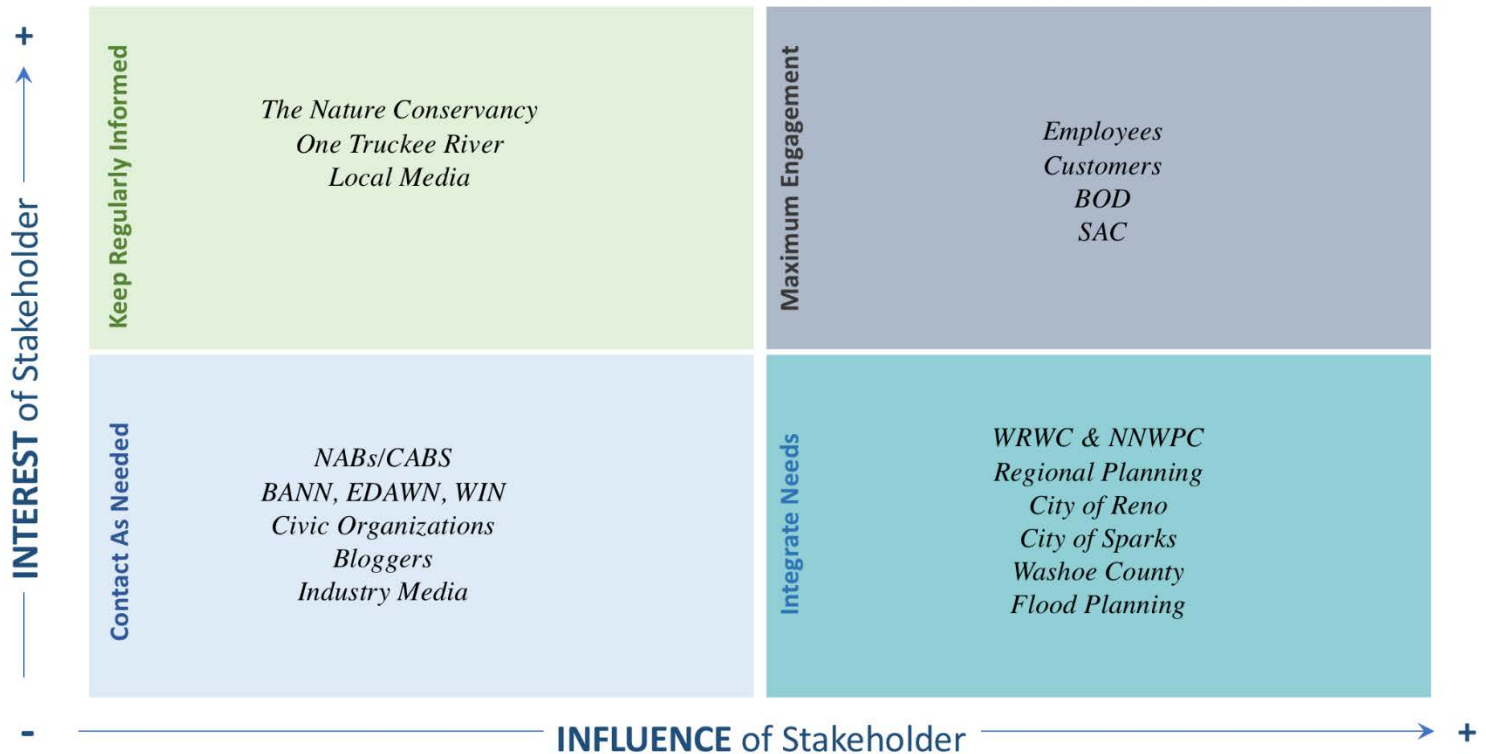 +
INTEREST of Stakeholder
Keep Regularly Informed
The Nature Conservancy
One Truckee River
Local Media
Maximum Engagement
Employees
Customers
BOD
SAC
Contact As Needed
NABs/CABS
BANN, EDAWN, WIN
Civic Organizations
Bloggers
Industry Media
Integrate Needs
WRWC & NNWPC
Regional Planning
City of Reno
City of Sparks
Washoe County
Flood Planning
-
INFLUENCE of Stakeholder
+